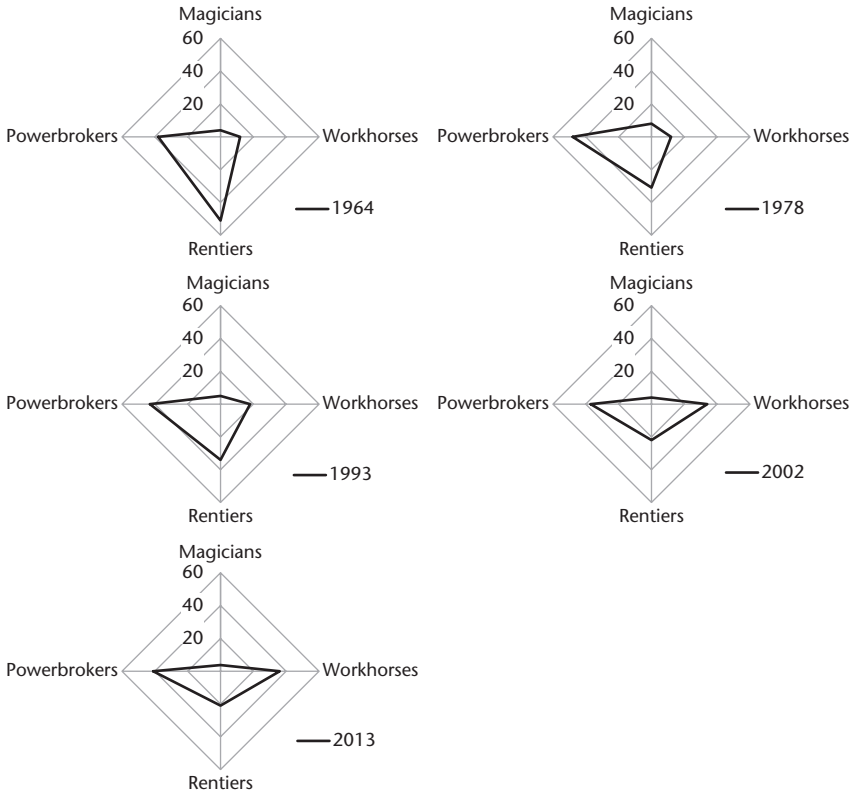 Magicians
60
40
20
Powerbrokers
Workhorses
1964
Rentiers
Magicians
60
40
20
Powerbrokers
Workhorses
1978
Rentiers
Magicians
60
40
20
Powerbrokers
Workhorses
1993
Rentiers
Magicians
60
40
20
Powerbrokers
Workhorses
2002
Rentiers
Magicians
60
40
20
Powerbrokers
Workhorses
2013
Rentiers